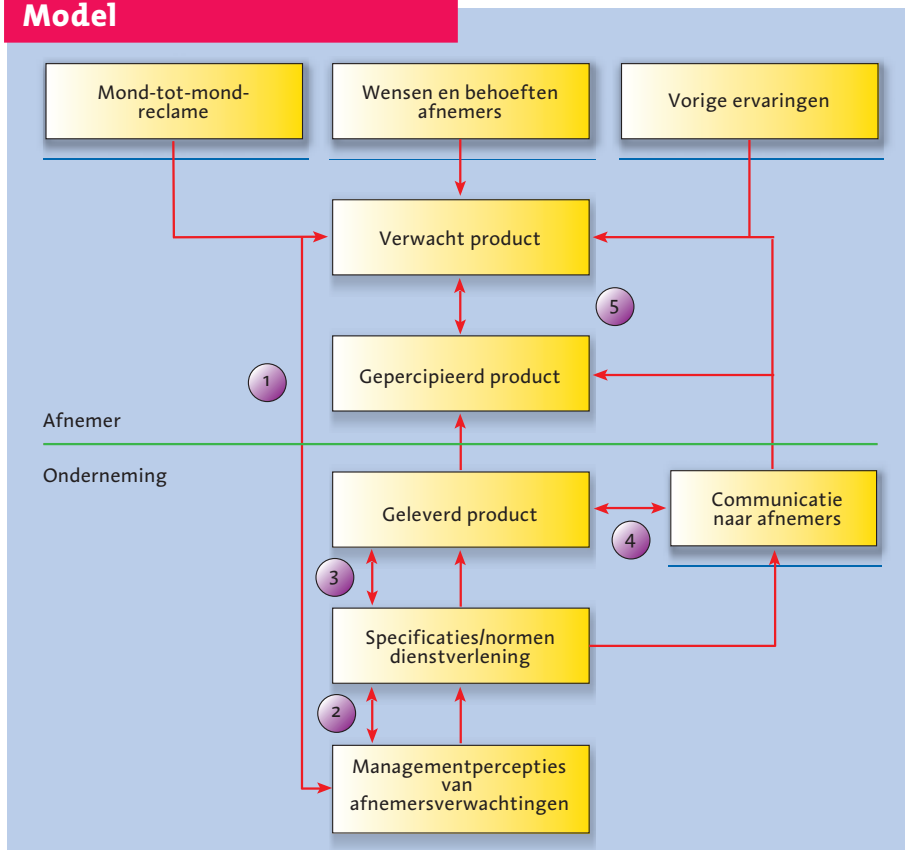 Model
Mond-tot-mond-
reclame
Wensen en behoeften
afnemers
Vorige ervaringen
Verwacht product
5
Gepercipieerd product
1
Afnemer
Onderneming
Geleverd product
Communicatie
naar afnemers
4
3
Specificaties/normen
dienstverlening
2
Managementpercepties
van
afnemersverwachtingen